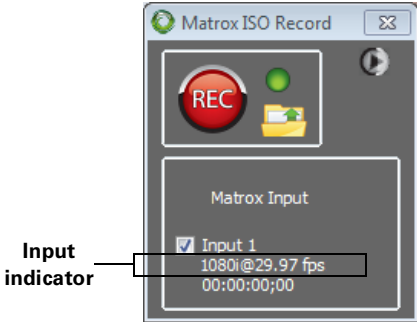 Matrox ISO Record
REC
Matrox Input
Input 1
Input
indicator
1080i@29.97 fps
00:00:00;00